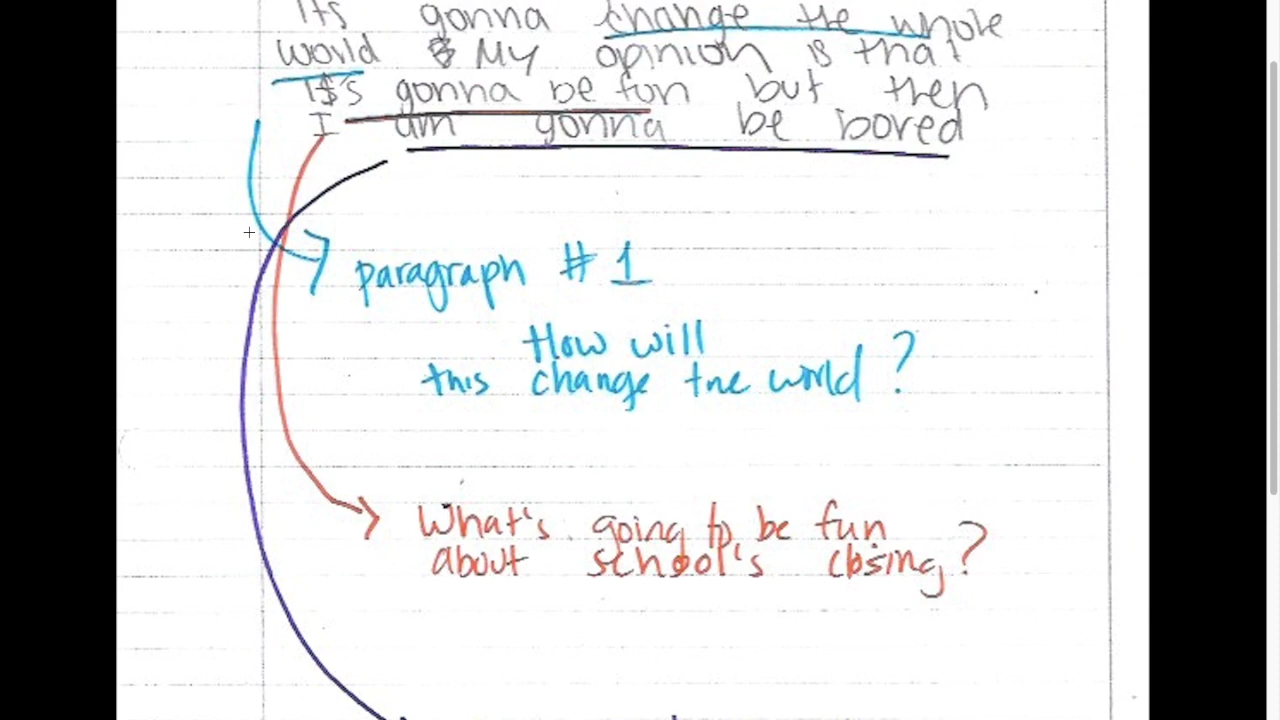 Its gonna change the whole
world My opinion is that
It's gonna be fun but then
I am gonna be bored
paragraph # 1
How will
this change the world?
What's going to be fun
about school's closing?